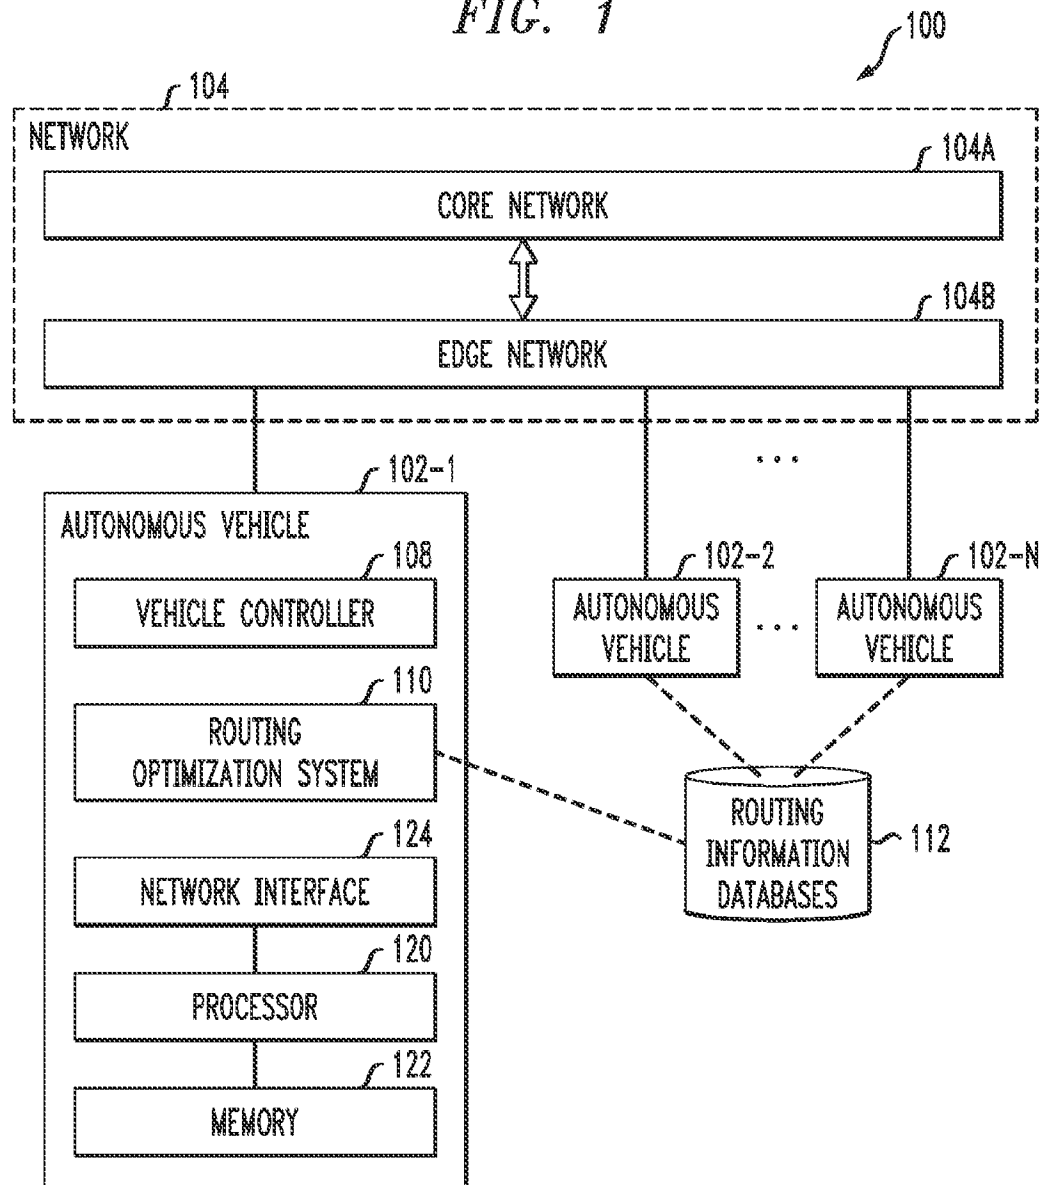 FIG. 1
100
104
NETWORK
104A
CORE NETWORK
104B
EDGE NETWORK
102-1
AUTONOMOUS VEHICLE
108
VEHICLE CONTROLLER
110
ROUTING
OPTIMIZATION SYSTEM
124
NETWORK INTERFACE
120
PROCESSOR
122
MEMORY
...
102-2
AUTONOMOUS
VEHICLE
...
102-N
AUTONOMOUS
VEHICLE
ROUTING
INFORMATION
DATABASES
112